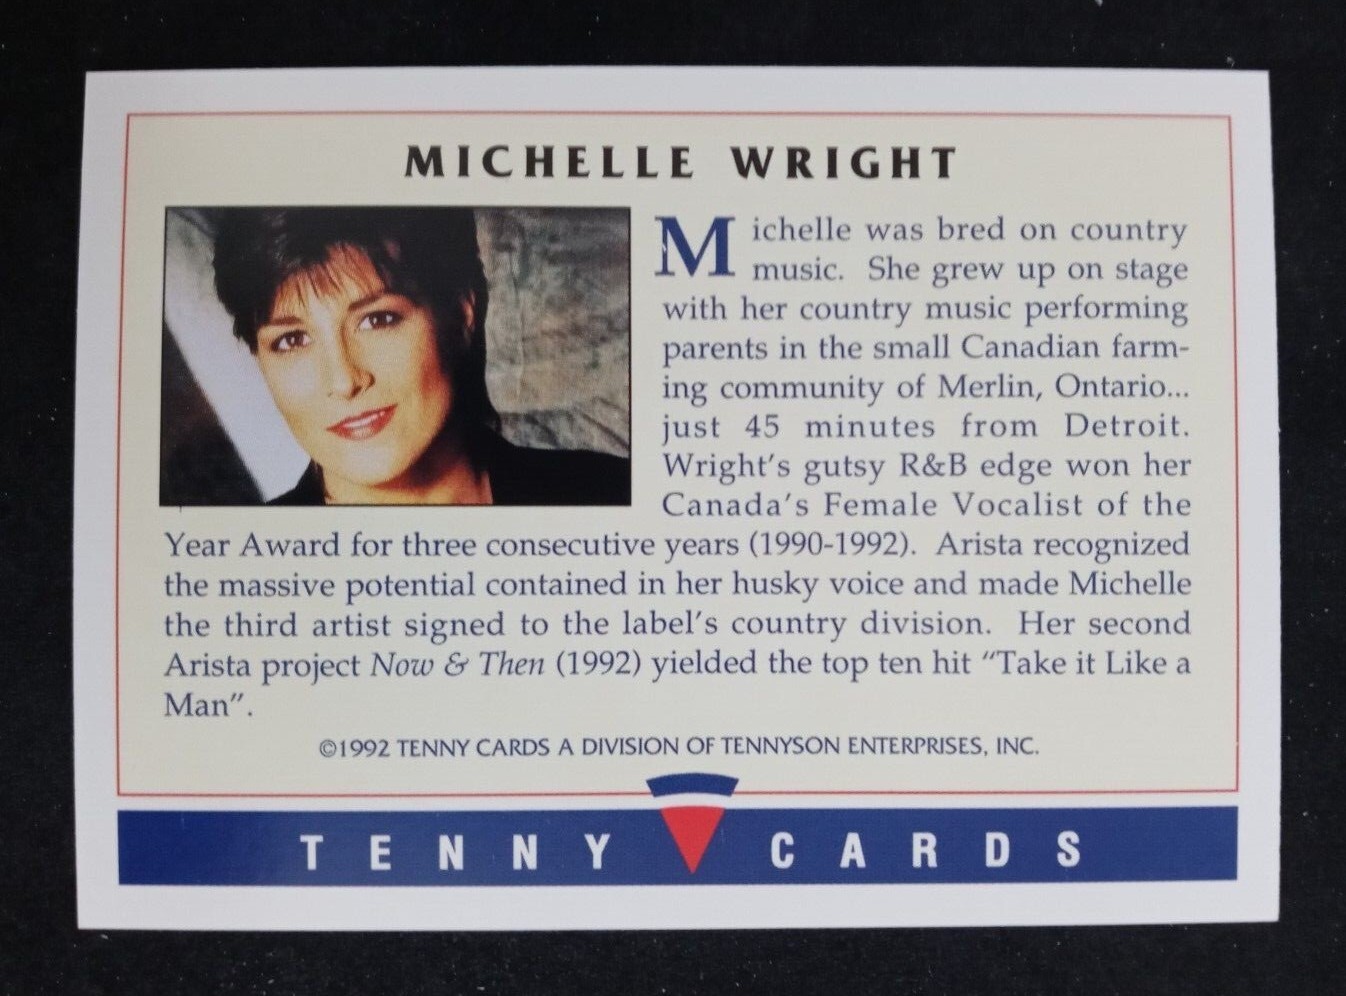 MICHELLE WRIGHT
Michelle was bred on country
music. She grew up on stage
with her country music performing
parents in the small Canadian farm-
ing community of Merlin, Ontario...
just 45 minutes from Detroit.
Wright's gutsy R&B edge won her
Canada's Female Vocalist of the
Year Award for three consecutive years (1990-1992). Arista recognized
the massive potential contained in her husky voice and made Michelle
the third artist signed to the label's country division. Her second
Arista project Now & Then (1992) yielded the top ten hit “Take it Like a
Man”.
©1992 TENNY CARDS A DIVISION OF TENNYSON ENTERPRISES, INC.
TENNY CARDS